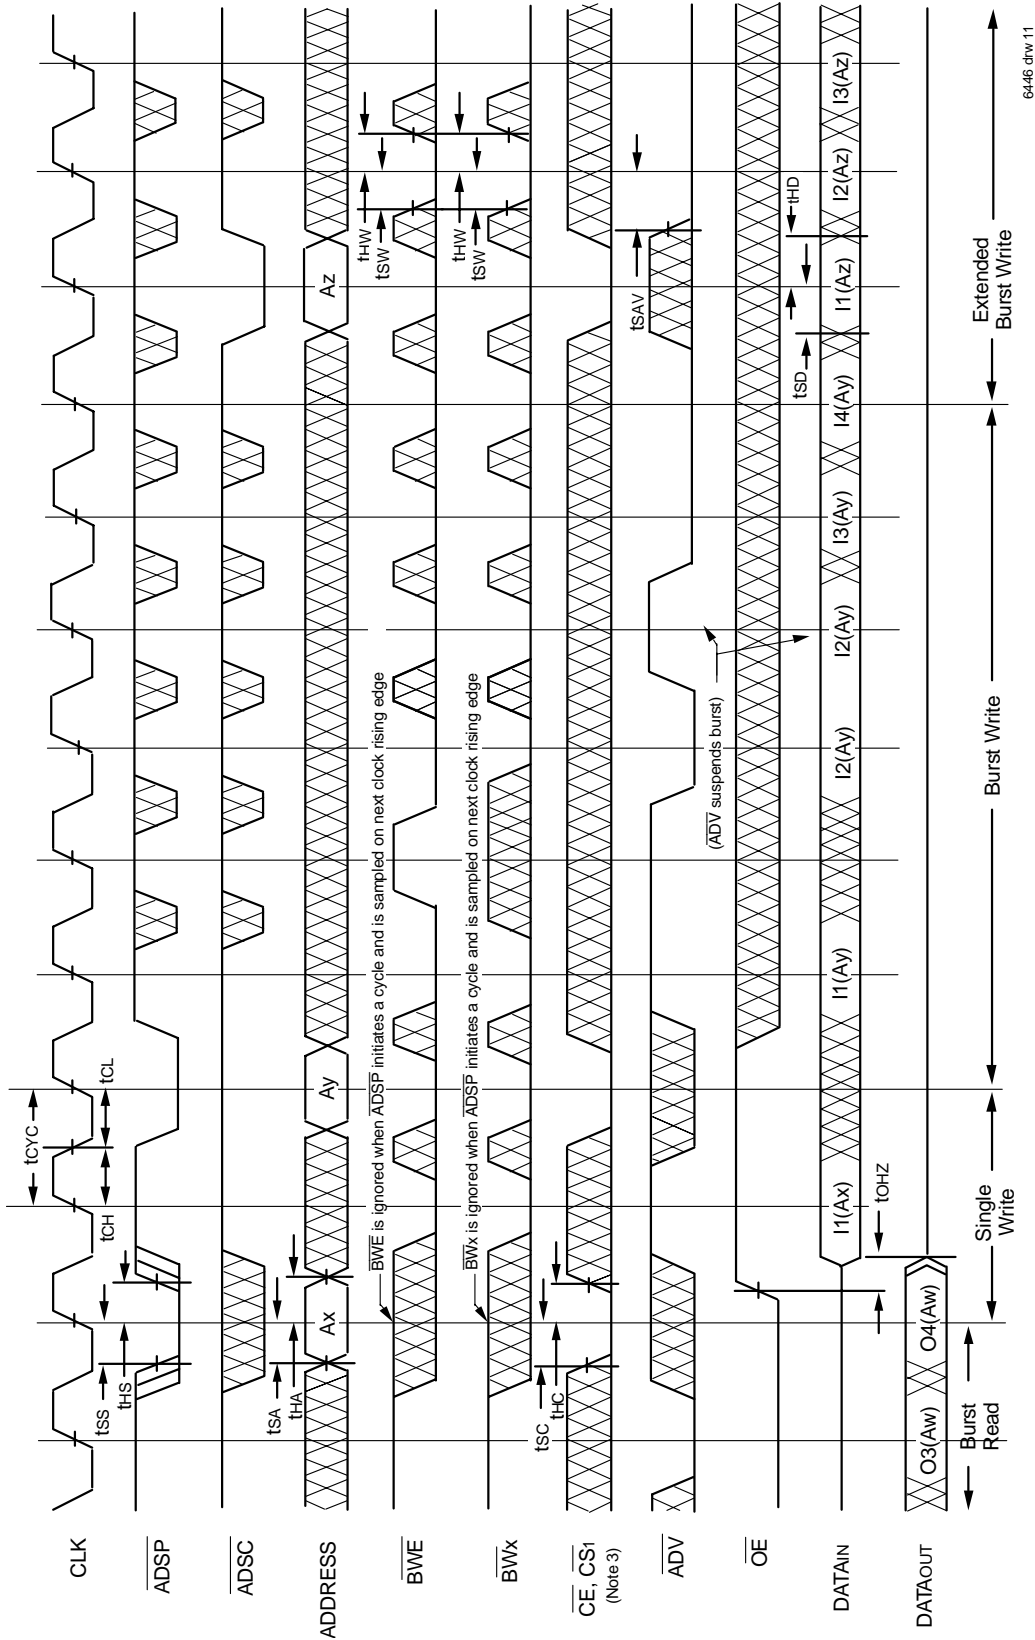 CLK
tCYC
tCH
tCL
ADSP
tSS
tHS
ADSC
ADDRESS
tSA
tHA
Ax
Ay
Az
BWE
BWE is ignored when ADSP initiates a cycle and is sampled on next clock rising edge
tHW
tSW
BWx
BWx is ignored when ADSP initiates a cycle and is sampled on next clock rising edge
tHW
tSW
CE, CS1
(Note 3)
tSC
tHC
ADV
tSAV
(ADV suspends burst)
OE
tOHZ
tSD
tHD
DATAIN
I1(Ax)
I1(Ay)
I2(Ay)
I2(Ay)
I3(Ay)
I4(Ay)
I1(Az)
I2(Az)
I3(Az)
DATAOUT
O3(Aw)
O4(Aw)
Burst
Read
Single
Write
Burst Write
Extended
Burst Write
6446 drw 11